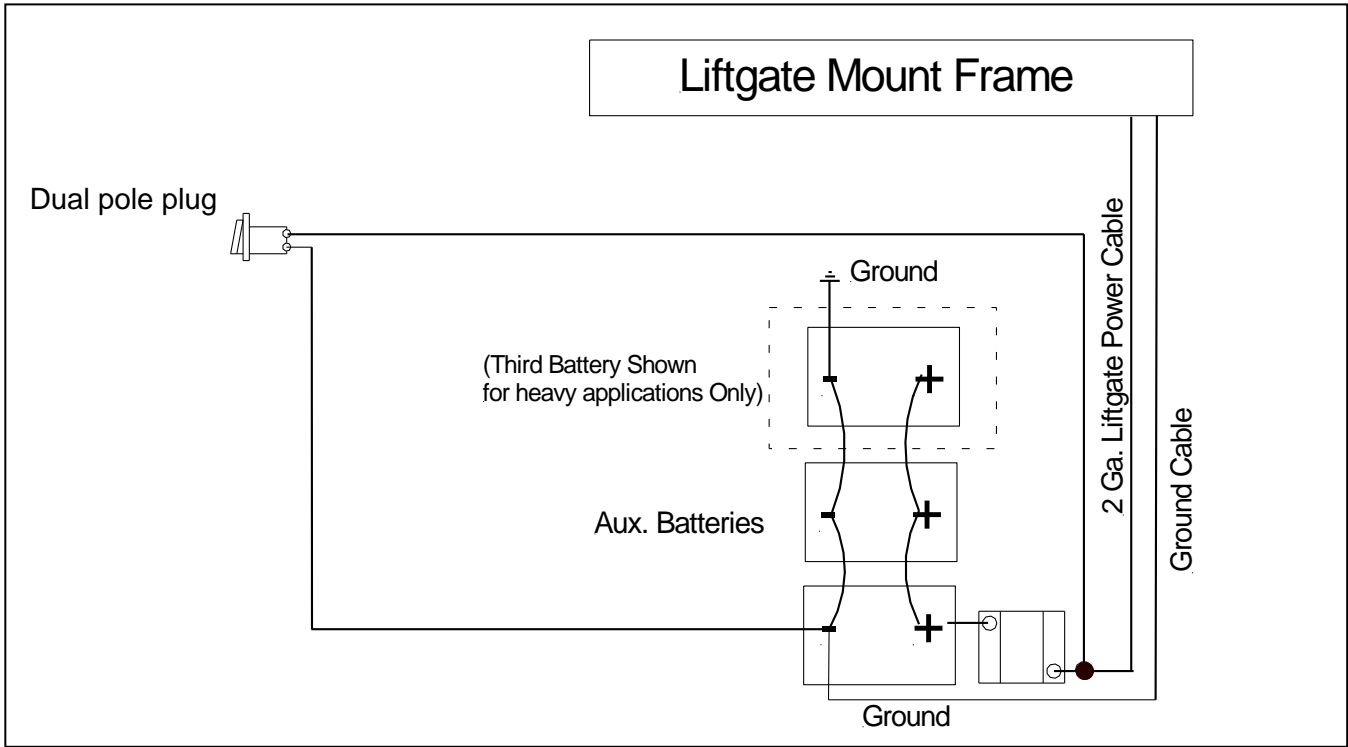 Liftgate Mount Frame
Dual pole plug
Ground
(Third Battery Shown
for heavy applications Only)
Aux. Batteries
2 Ga. Liftgate Power Cable
Ground Cable
Ground